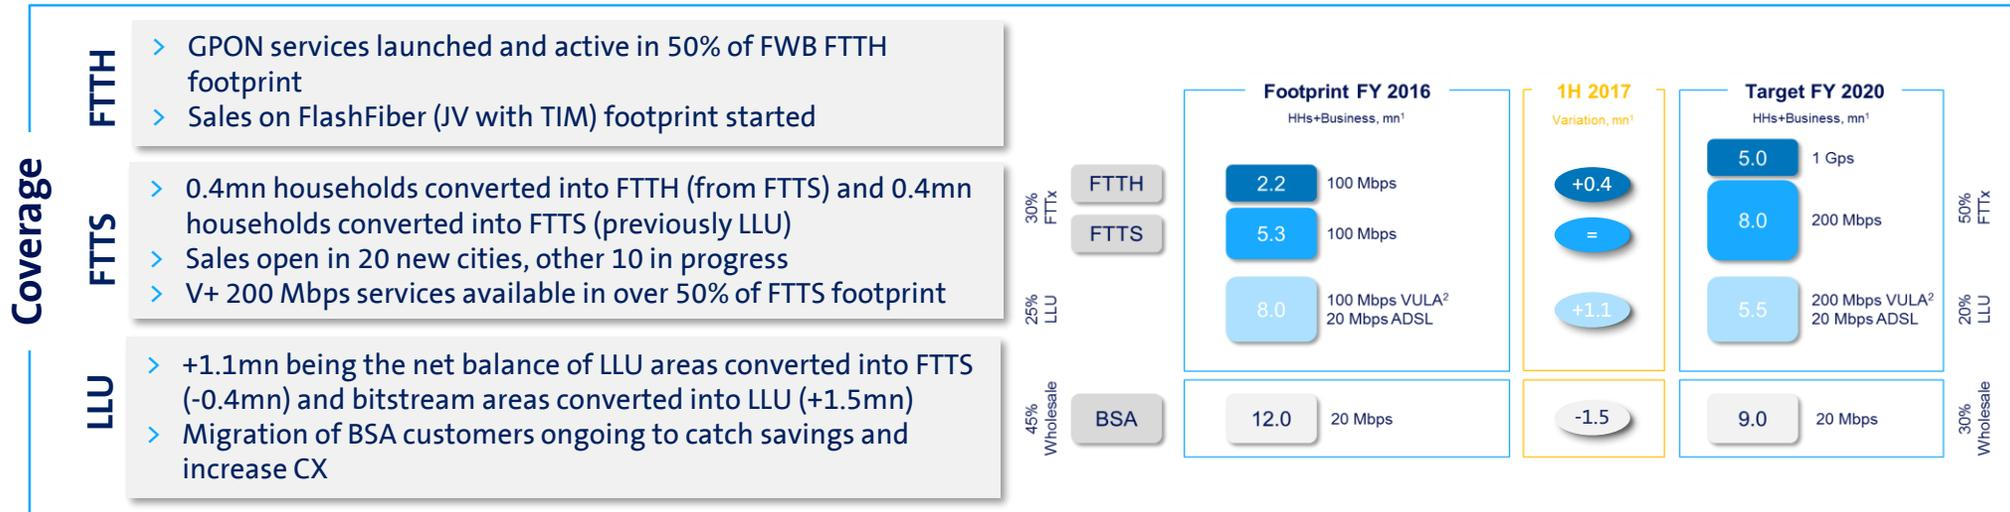 Coverage
FTTH
> GPON services launched and active in 50% of FWB FTTH
footprint
> Sales on FlashFiber (JV with TIM) footprint started
FTTS
> 0.4mn households converted into FTTH (from FTTS) and 0.4mn
households converted into FTTS (previously LLU)
> Sales open in 20 new cities, other 10 in progress
> V+ 200 Mbps services available in over 50% of FTTS footprint
LLU
> +1.1mn being the net balance of LLU areas converted into FTTS
(-0.4mn) and bitstream areas converted into LLU (+1.5mn)
> Migration of BSA customers ongoing to catch savings and
increase CX
Footprint FY 2016
HHs+Business, mn¹
1H 2017
Variation, mn¹
Target FY 2020
HHs+Business, mn¹
5.0 1 Gps
30%
FTTx
FTTH 2.2 100 Mbps +0.4
FTTS 5.3 100 Mbps = 8.0 200 Mbps
50%
FTTx
25%
LLU
8.0 100 Mbps VULA²
20 Mbps ADSL
+1.1
5.5 200 Mbps VULA²
20 Mbps ADSL
20%
LLU
45%
Wholesale
BSA 12.0 20 Mbps -1.5 9.0 20 Mbps
30%
Wholesale